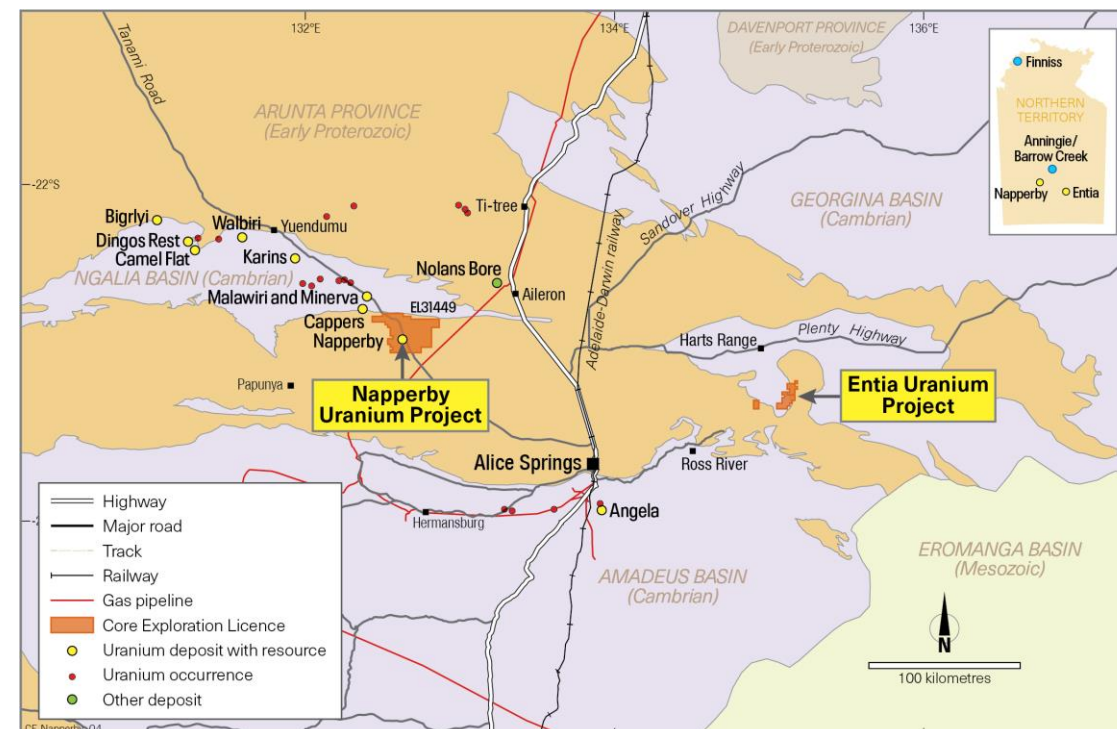 132°E
134°E
136°E
DAVENPORT PROVINCE
(Early Proterozoic)
Tanami Road
ARUNTA PROVINCE
(Early Proterozoic)
Finniss
NORTHERN
TERRITORY
Anningie/
Barrow Creek
Napperby
Entia
22°S
Bigrlyi
Walbiri
Yuendumu
Ti-tree
Sandover Highway
GEORGINA BASIN
(Cambrian)
Dingos Rest
Camel Flat
Karins
NGALIA BASIN (Cambrian)
Nolans Bore
Aileron
Adelaide-Darwin railway
Malawiri and Minerva
EL31449
Cappers
Napperby
Harts Range
Plenty Highway
Papunya
Napperby
Uranium Project
Entia Uranium
Project
Alice Springs
Ross River
Hermansburg
Angela
AMADEUS BASIN
(Cambrian)
EROMANGA BASIN
(Mesozoic)
Highway
Major road
Track
Railway
Gas pipeline
Core Exploration Licence
Uranium deposit with resource
Uranium occurrence
Other deposit
N
100 kilometres